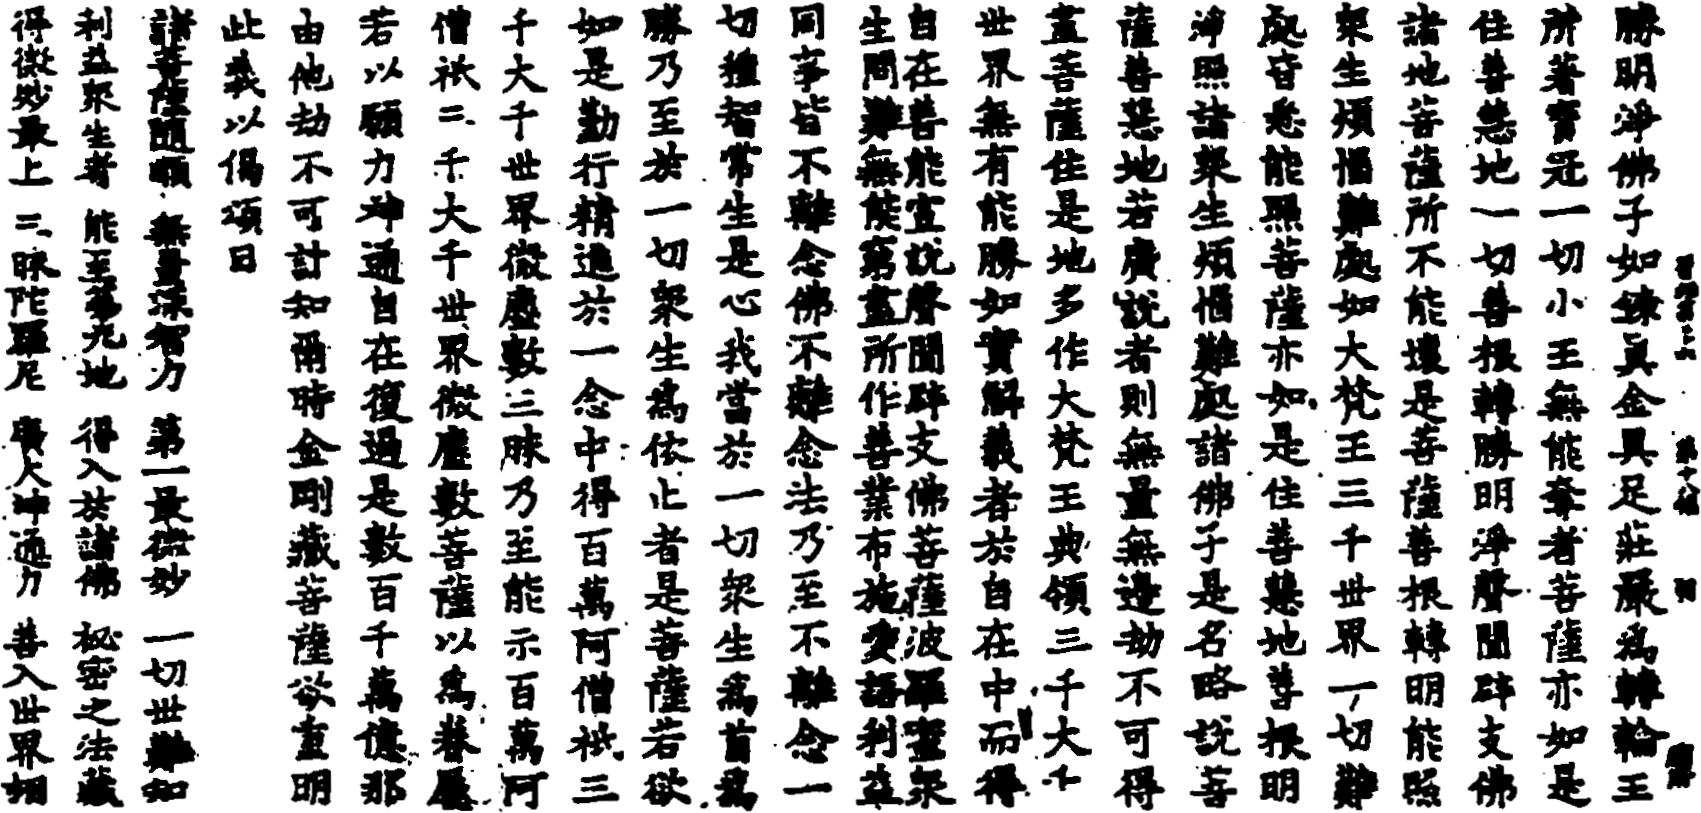 勝明淨佛子如鍊真金具足莊嚴為轉輪王
所著寶冠一切小王無能奪者菩薩亦如是
住善慧地一切善根轉勝明淨聲聞辟支佛
諸地菩薩所不能壞是菩薩善根轉明能照
眾生煩惱難處如大梵王三千世界一切難
處皆悉能照菩薩亦如是住善慧地善根明
淨照諸眾生煩惱難處諸佛子是名略說菩
薩善慧地若廣說者則無量無邊劫不可得
盡菩薩住是地多作大梵王典領三千大千
世界無有能勝如實解義者於自在中而得
自在善能宣說聲聞辟支佛菩薩波羅蜜眾
生問難無能窮盡所作善業布施愛語利益
同事皆不離念佛不離念法乃至不離念一
切種智常生是心我當於一切眾生為首為
勝乃至於一切眾生為依止者是菩薩若欲
如是勤行精進於一念中得百萬阿僧祇三
千大千世界微塵數三昧乃至能示百萬阿
僧祇三千大千世界微塵數菩薩以為眷屬
若以願力神通自在復過是數百千萬億那
由他劫不可計知爾時金剛藏菩薩欲重明
此義以偈頌曰
諸菩薩隨順 無量深智力 第一最微妙 一切世難知
利益眾生者 能至第九地 得入於諸佛 祕密之法藏
得微妙最上 三昧陀羅尼 廣大神通力 善入世界相